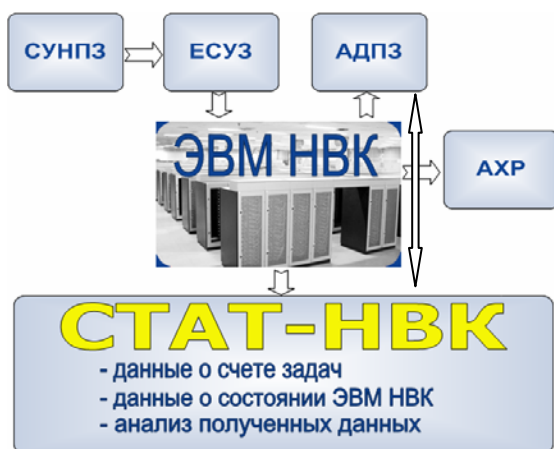 СУНПЗ
ЕСУЗ
АДПЗ
ЭВМ НВК
АХР
СТАТ-НВК
- данные о счете задач
- данные о состоянии ЭВМ НВК
- анализ полученных данных